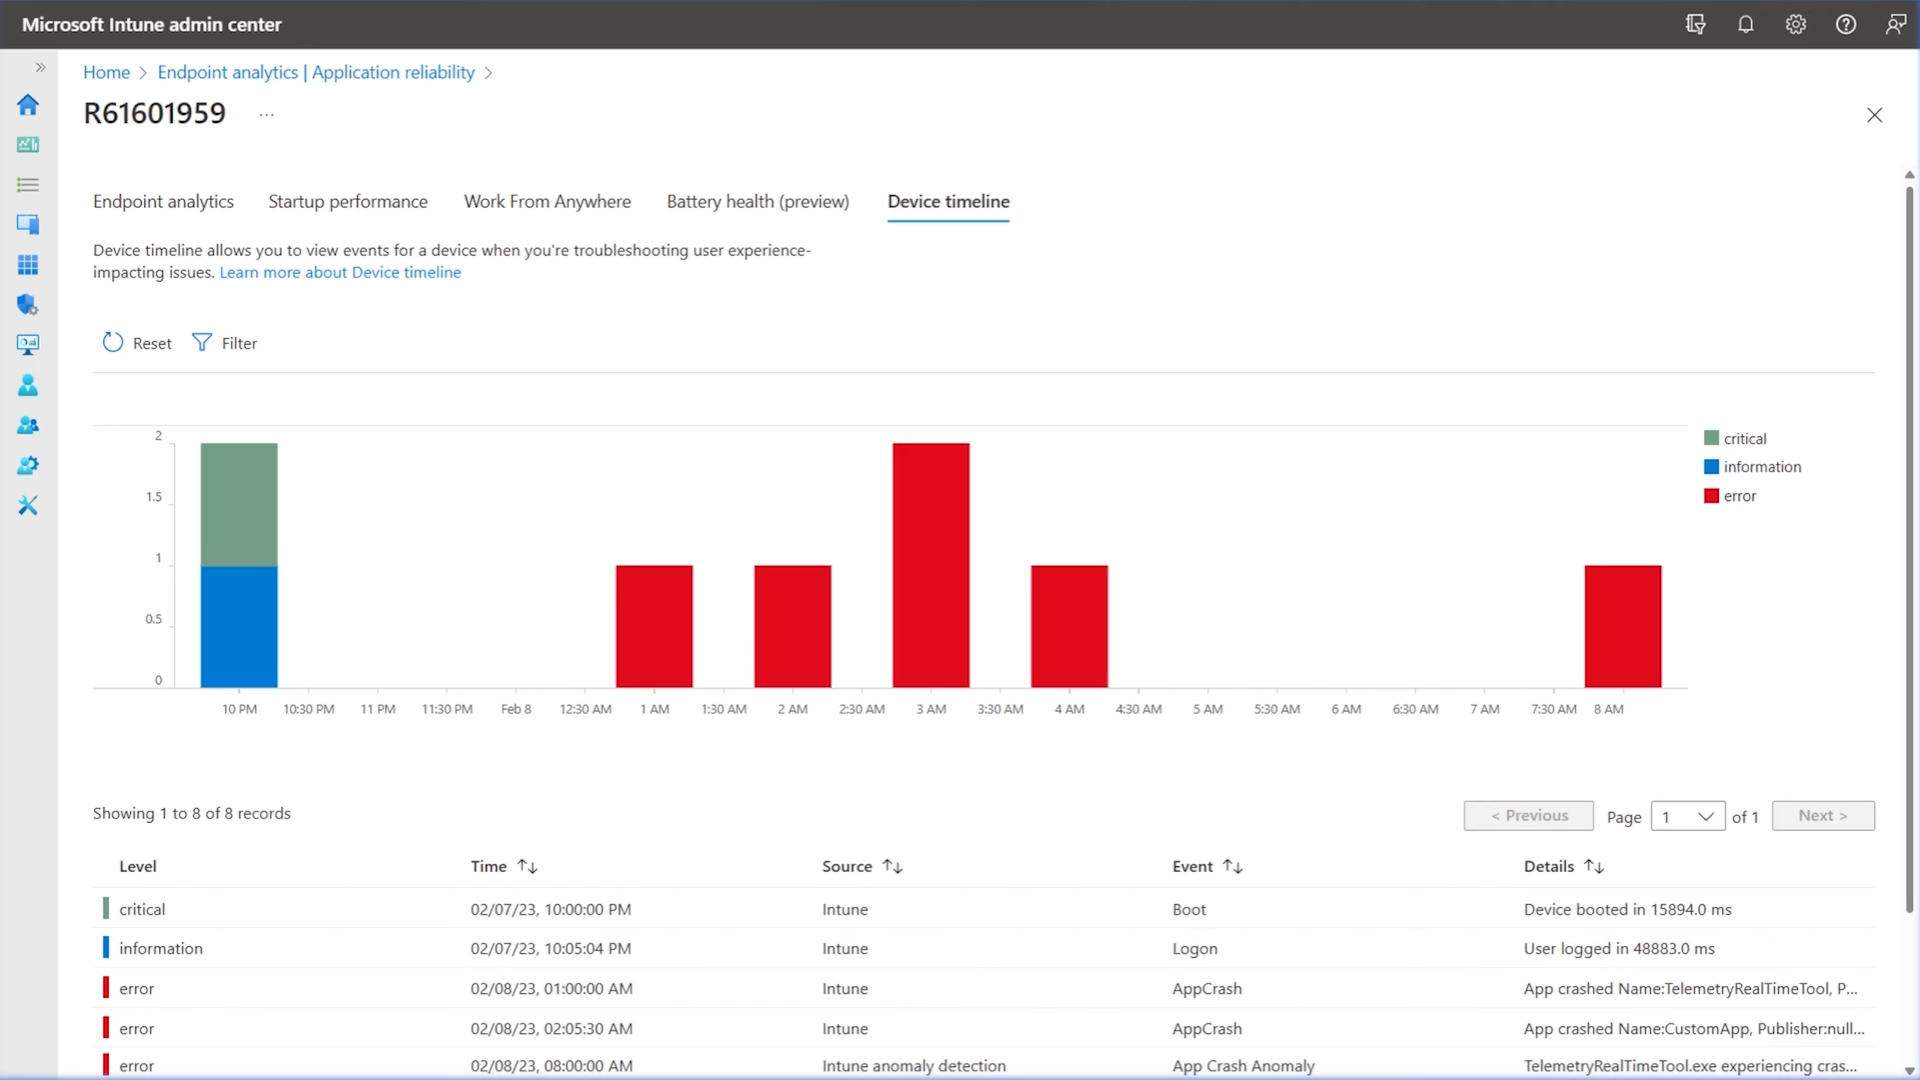 Microsoft Intune admin center
Home > Endpoint analytics | Application reliability >
R61601959 ...
Endpoint analytics Startup performance Work From Anywhere Battery health (preview) Device timeline
Device timeline allows you to view events for a device when you're troubleshooting user experience-
impacting issues. Learn more about Device timeline
Reset Filter
2
1.5
1
0.5
0
10 PM 10:30 PM 11 PM 11:30 PM Feb 8 12:30 AM 1 AM 1:30 AM 2 AM 2:30 AM 3 AM 3:30 AM 4 AM 4:30 AM 5 AM 5:30 AM 6 AM 6:30 AM 7 AM 7:30 AM 8 AM
critical
information
error
Showing 1 to 8 of 8 records
< Previous Page 1 of 1 Next >
Level Time Source Event Details
critical 02/07/23, 10:00:00 PM Intune Boot Device booted in 15894.0 ms
information 02/07/23, 10:05:04 PM Intune Logon User logged in 48883.0 ms
error 02/08/23, 01:00:00 AM Intune AppCrash App crashed Name:TelemetryRealTimeTool, P...
error 02/08/23, 02:05:30 AM Intune AppCrash App crashed Name:CustomApp, Publisher:null...
error 02/08/23, 08:00:00 AM Intune anomaly detection App Crash Anomaly TelemetryRealTimeTool.exe experiencing cras...